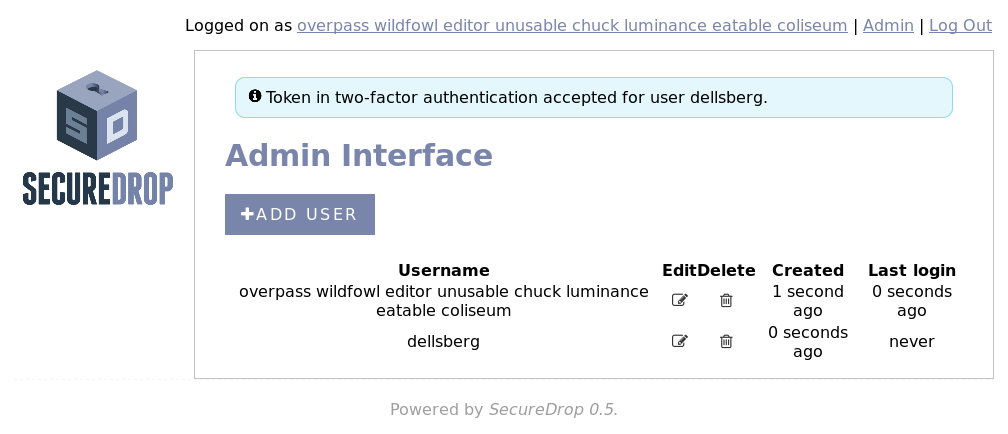 Logged on as overpass wildfowl editor unusable chuck luminance eatable coliseum | Admin | Log Out
SD
SECUREDROP
Token in two-factor authentication accepted for user dellsberg.
Admin Interface
+ADD USER
Username Edit Delete Created Last login
overpass wildfowl editor unusable chuck luminance
eatable coliseum
1 second
ago
0 seconds
ago
dellsberg
0 seconds
ago
never
Powered by SecureDrop 0.5.